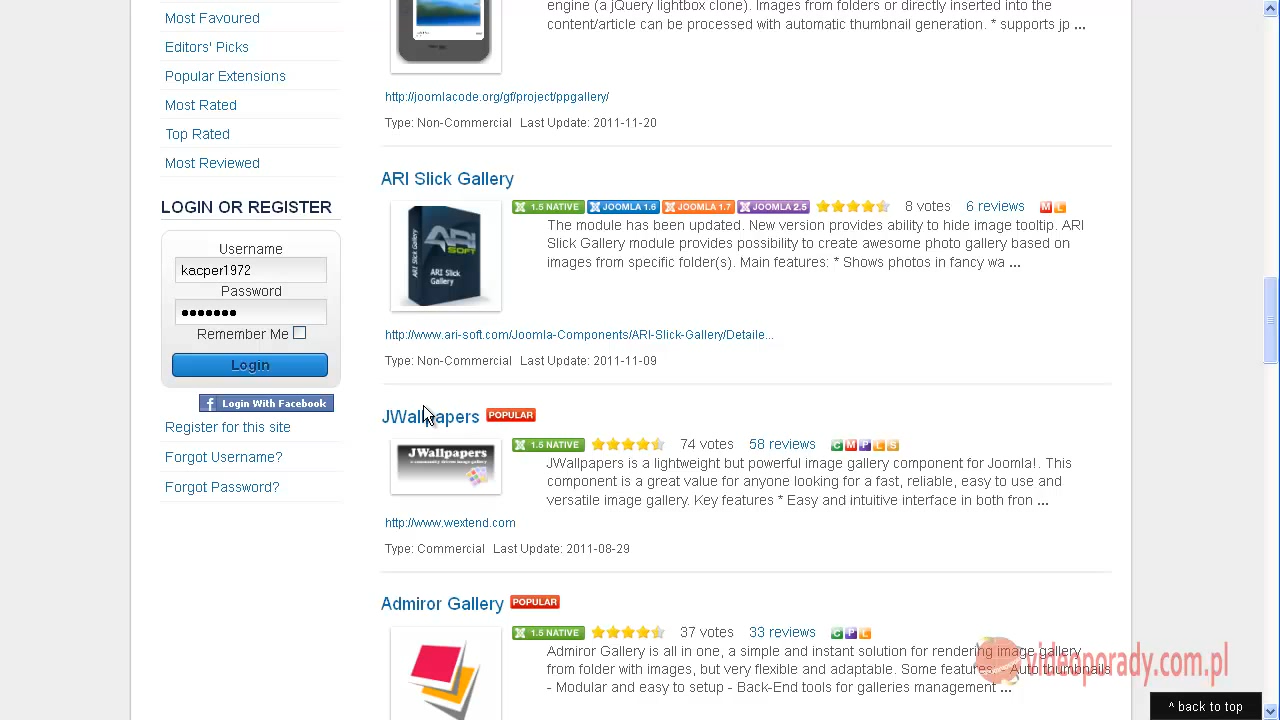 Most Favoured
Editors' Picks
Popular Extensions
Most Rated
Top Rated
Most Reviewed
LOGIN OR REGISTER
Username
kacper1972
Password
●●●●●●●
Remember Me
Login
f Login With Facebook
Register for this site
Forgot Username?
Forgot Password?
engine (a jQuery lightbox clone). Images from folders or directly inserted into the
content/article can be processed with automatic thumbnail generation. * supports jp ...
http://joomlacode.org/gf/project/ppgallery/
Type: Non-Commercial Last Update: 2011-11-20
ARI Slick Gallery
ARI Slick Gallery
ARI
SOFT
ARI Slick
Gallery
1.5 NATIVE JOOMLA 1.6 JOOMLA 1.7 JOOMLA 2.5 8 votes 6 reviews M L
The module has been updated. New version provides ability to hide image tooltip. ARI
Slick Gallery module provides possibility to create awesome photo gallery based on
images from specific folder(s). Main features: * Shows photos in fancy wa ...
http://www.ari-soft.com/Joomla-Components/ARI-Slick-Gallery/Detaile...
Type: Non-Commercial Last Update: 2011-11-09
JWallpapers POPULAR
JWallpapers
1.5 NATIVE 74 votes 58 reviews C M P L S
JWallpapers is a lightweight but powerful image gallery component for Joomla!. This
component is a great value for anyone looking for a fast, reliable, easy to use and
versatile image gallery. Key features * Easy and intuitive interface in both fron ...
http://www.wextend.com
Type: Commercial Last Update: 2011-08-29
Admiror Gallery POPULAR
1.5 NATIVE 37 votes 33 reviews C P L
Admiror Gallery is all in one, a simple and instant solution for rendering image gallery
from folder with images, but very flexible and adaptable. Some features. - Auto thumbnails
- Modular and easy to setup - Back-End tools for galleries management ...
videoporady.com.pl
^ back to top